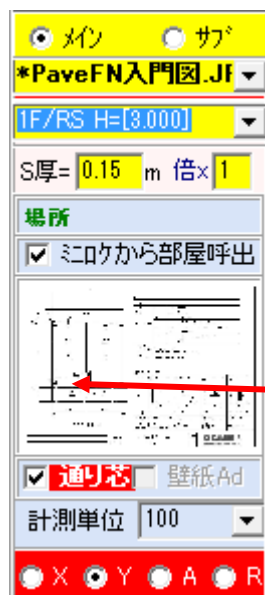 メイン サブ
*PaveFN入門図.JF
1F/RS H=[3.000]
S厚= 0.15 m 倍× 1
場所
ミニロケから部屋呼出
通り芯 壁紙Ad
計測単位 100
X Y A R